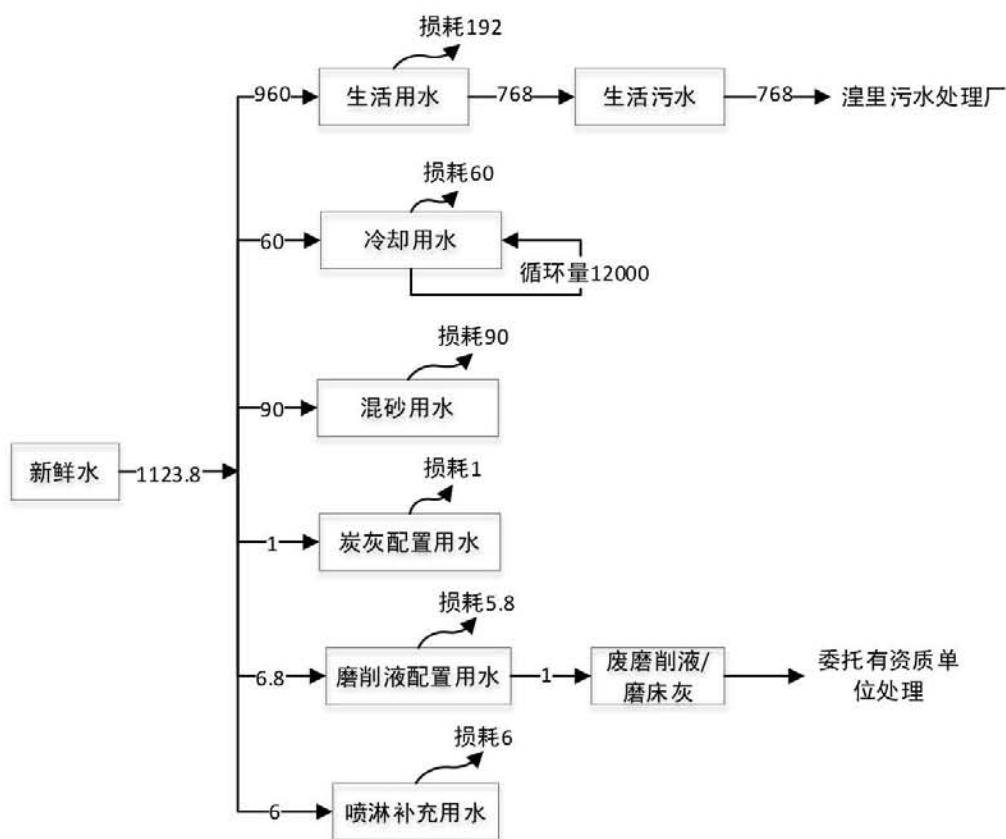 损耗192
960
生活用水
768
生活污水
768
湟里污水处理厂
损耗60
60
冷却用水
循环量12000
损耗90
90
混砂用水
新鲜水
1123.8
损耗1
1
炭灰配置用水
损耗5.8
6.8
磨削液配置用水
1
废磨削液/
磨床灰
委托有资质单
位处理
损耗6
6
喷淋补充用水